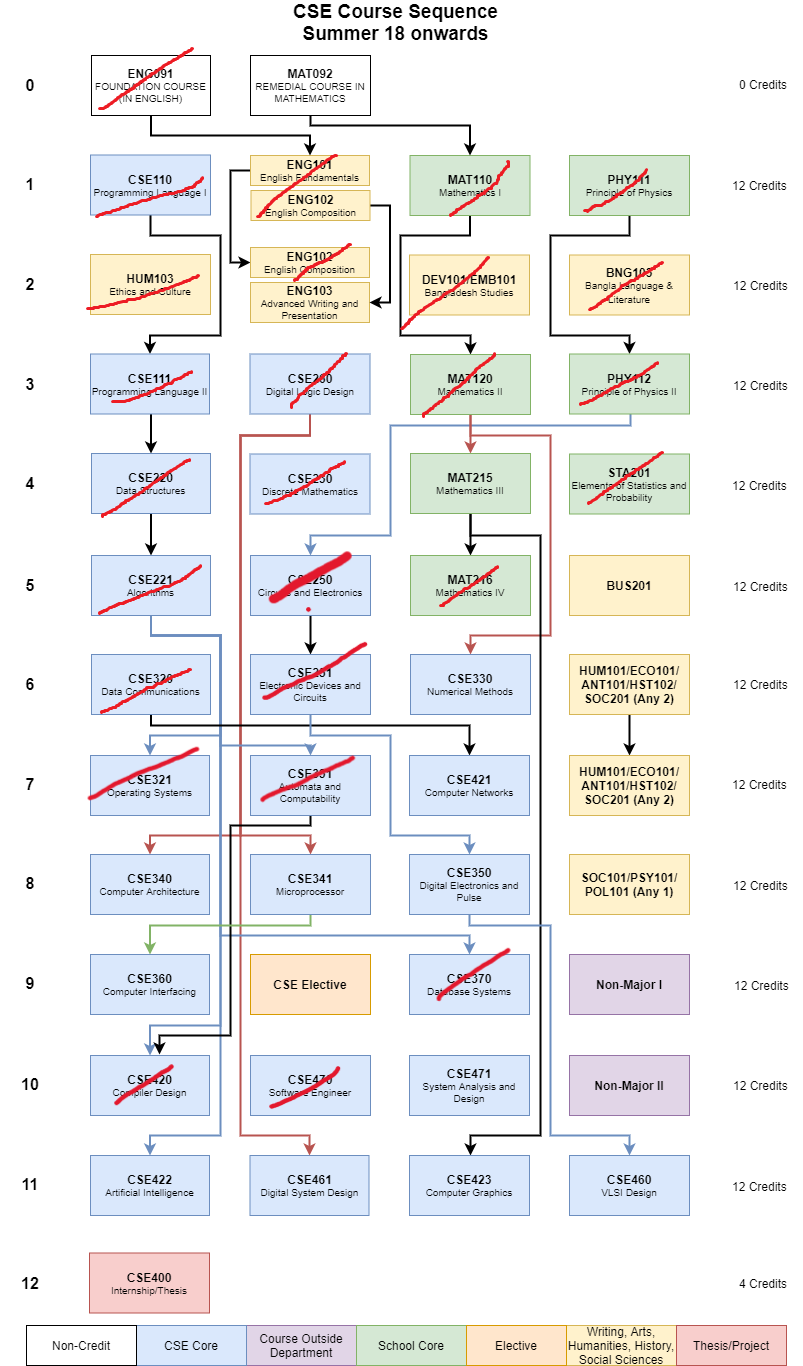 CSE Course Sequence
Summer 18 onwards
0
ENG091
FOUNDATION COURSE
(IN ENGLISH)
MAT092
REMEDIAL COURSE IN
MATHEMATICS
0 Credits
1
CSE110
Programming Language I
ENG101
English Fundamentals
ENG102
English Composition
MAT110
Mathematics I
PHY111
Principle of Physics
12 Credits
2
HUM103
Ethics and Culture
ENG102
English Composition
ENG103
Advanced Writing and
Presentation
DEV101/EMB101
Bangladesh Studies
BNG103
Bangla Language &
Literature
12 Credits
3
CSE111
Programming Language II
CSE260
Digital Logic Design
MAT120
Mathematics II
PHY112
Principle of Physics II
12 Credits
4
CSE220
Data Structures
CSE230
Discrete Mathematics
MAT215
Mathematics III
STA201
Elements of Statistics and
Probability
12 Credits
5
CSE221
Algorithms
CSE250
Circuits and Electronics
MAT216
Mathematics IV
BUS201
12 Credits
6
CSE320
Data Communications
CSE251
Electronic Devices and
Circuits
CSE330
Numerical Methods
HUM101/ECO101/
ANT101/HST102/
SOC201 (Any 2)
12 Credits
7
CSE321
Operating Systems
CSE331
Automata and
Computability
CSE421
Computer Networks
HUM101/ECO101/
ANT101/HST102/
SOC201 (Any 2)
12 Credits
8
CSE340
Computer Architecture
CSE341
Microprocessor
CSE350
Digital Electronics and
Pulse
SOC101/PSY101/
POL101 (Any 1)
12 Credits
9
CSE360
Computer Interfacing
CSE Elective
CSE370
Database Systems
Non-Major I
12 Credits
10
CSE420
Compiler Design
CSE470
Software Engineer
CSE471
System Analysis and
Design
Non-Major II
12 Credits
11
CSE422
Artificial Intelligence
CSE461
Digital System Design
CSE423
Computer Graphics
CSE460
VLSI Design
12 Credits
12
CSE400
Internship/Thesis
4 Credits
Non-Credit
CSE Core
Course Outside
Department
School Core
Elective
Writing, Arts,
Humanities, History,
Social Sciences
Thesis/Project